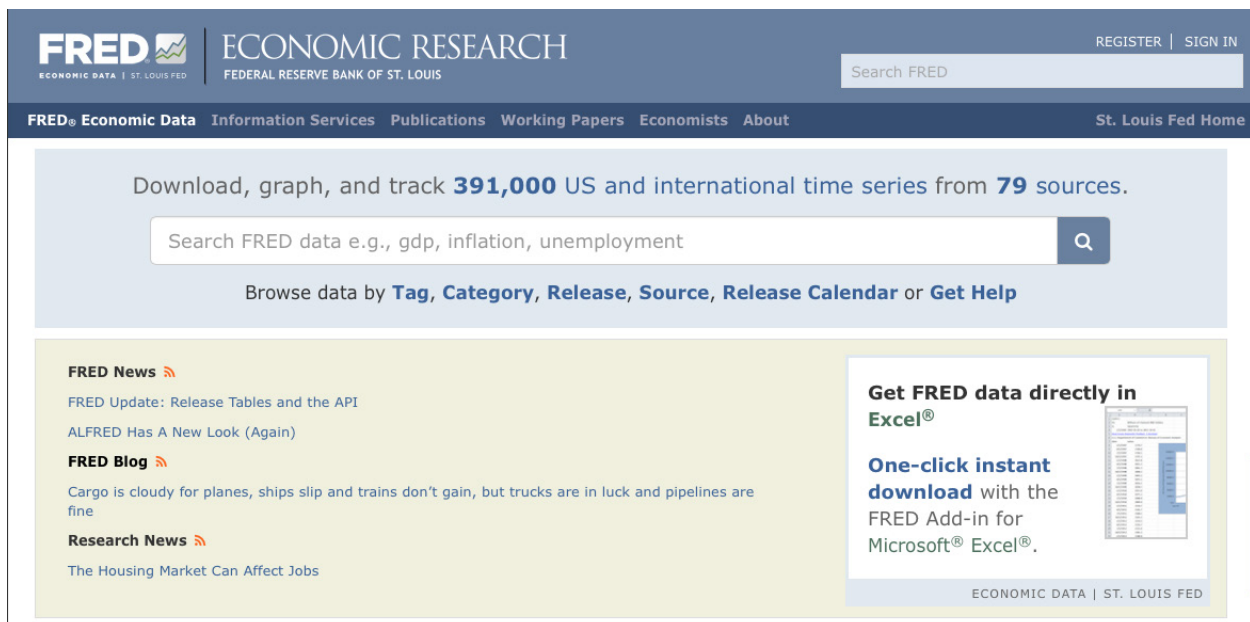 FRED®
ECONOMIC DATA | ST. LOUIS FED
ECONOMIC RESEARCH
FEDERAL RESERVE BANK OF ST. LOUIS
REGISTER | SIGN IN
Search FRED
FRED® Economic Data Information Services Publications Working Papers Economists About St. Louis Fed Home
Download, graph, and track 391,000 US and international time series from 79 sources.
Search FRED data e.g., gdp, inflation, unemployment
Browse data by Tag, Category, Release, Source, Release Calendar or Get Help
FRED News
FRED Update: Release Tables and the API
ALFRED Has A New Look (Again)
FRED Blog
Cargo is cloudy for planes, ships slip and trains don’t gain, but trucks are in luck and pipelines are
fine
Research News
The Housing Market Can Affect Jobs
Get FRED data directly in
Excel®
One-click instant
download with the
FRED Add-in for
Microsoft® Excel®.
ECONOMIC DATA | ST. LOUIS FED